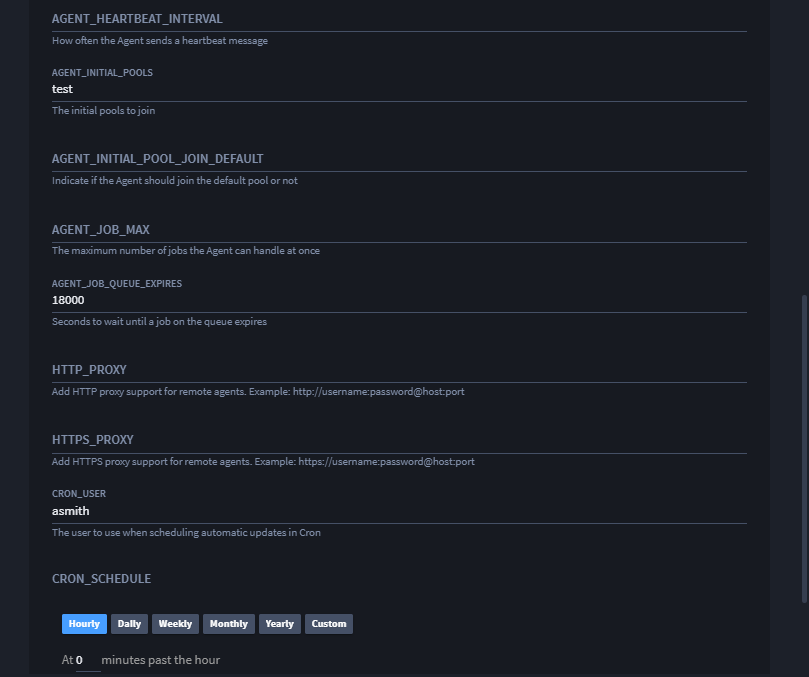 AGENT_HEARTBEAT_INTERVAL
How often the Agent sends a heartbeat message
AGENT_INITIAL_POOLS
test
The initial pools to join
AGENT_INITIAL_POOL_JOIN_DEFAULT
Indicate if the Agent should join the default pool or not
AGENT_JOB_MAX
The maximum number of jobs the Agent can handle at once
AGENT_JOB_QUEUE_EXPIRES
18000
Seconds to wait until a job on the queue expires
HTTP_PROXY
Add HTTP proxy support for remote agents. Example: http://username:password@host:port
HTTPS_PROXY
Add HTTPS proxy support for remote agents. Example: https://username:password@host:port
CRON_USER
asmith
The user to use when scheduling automatic updates in Cron
CRON_SCHEDULE
Hourly Daily Weekly Monthly Yearly Custom
At 0 minutes past the hour